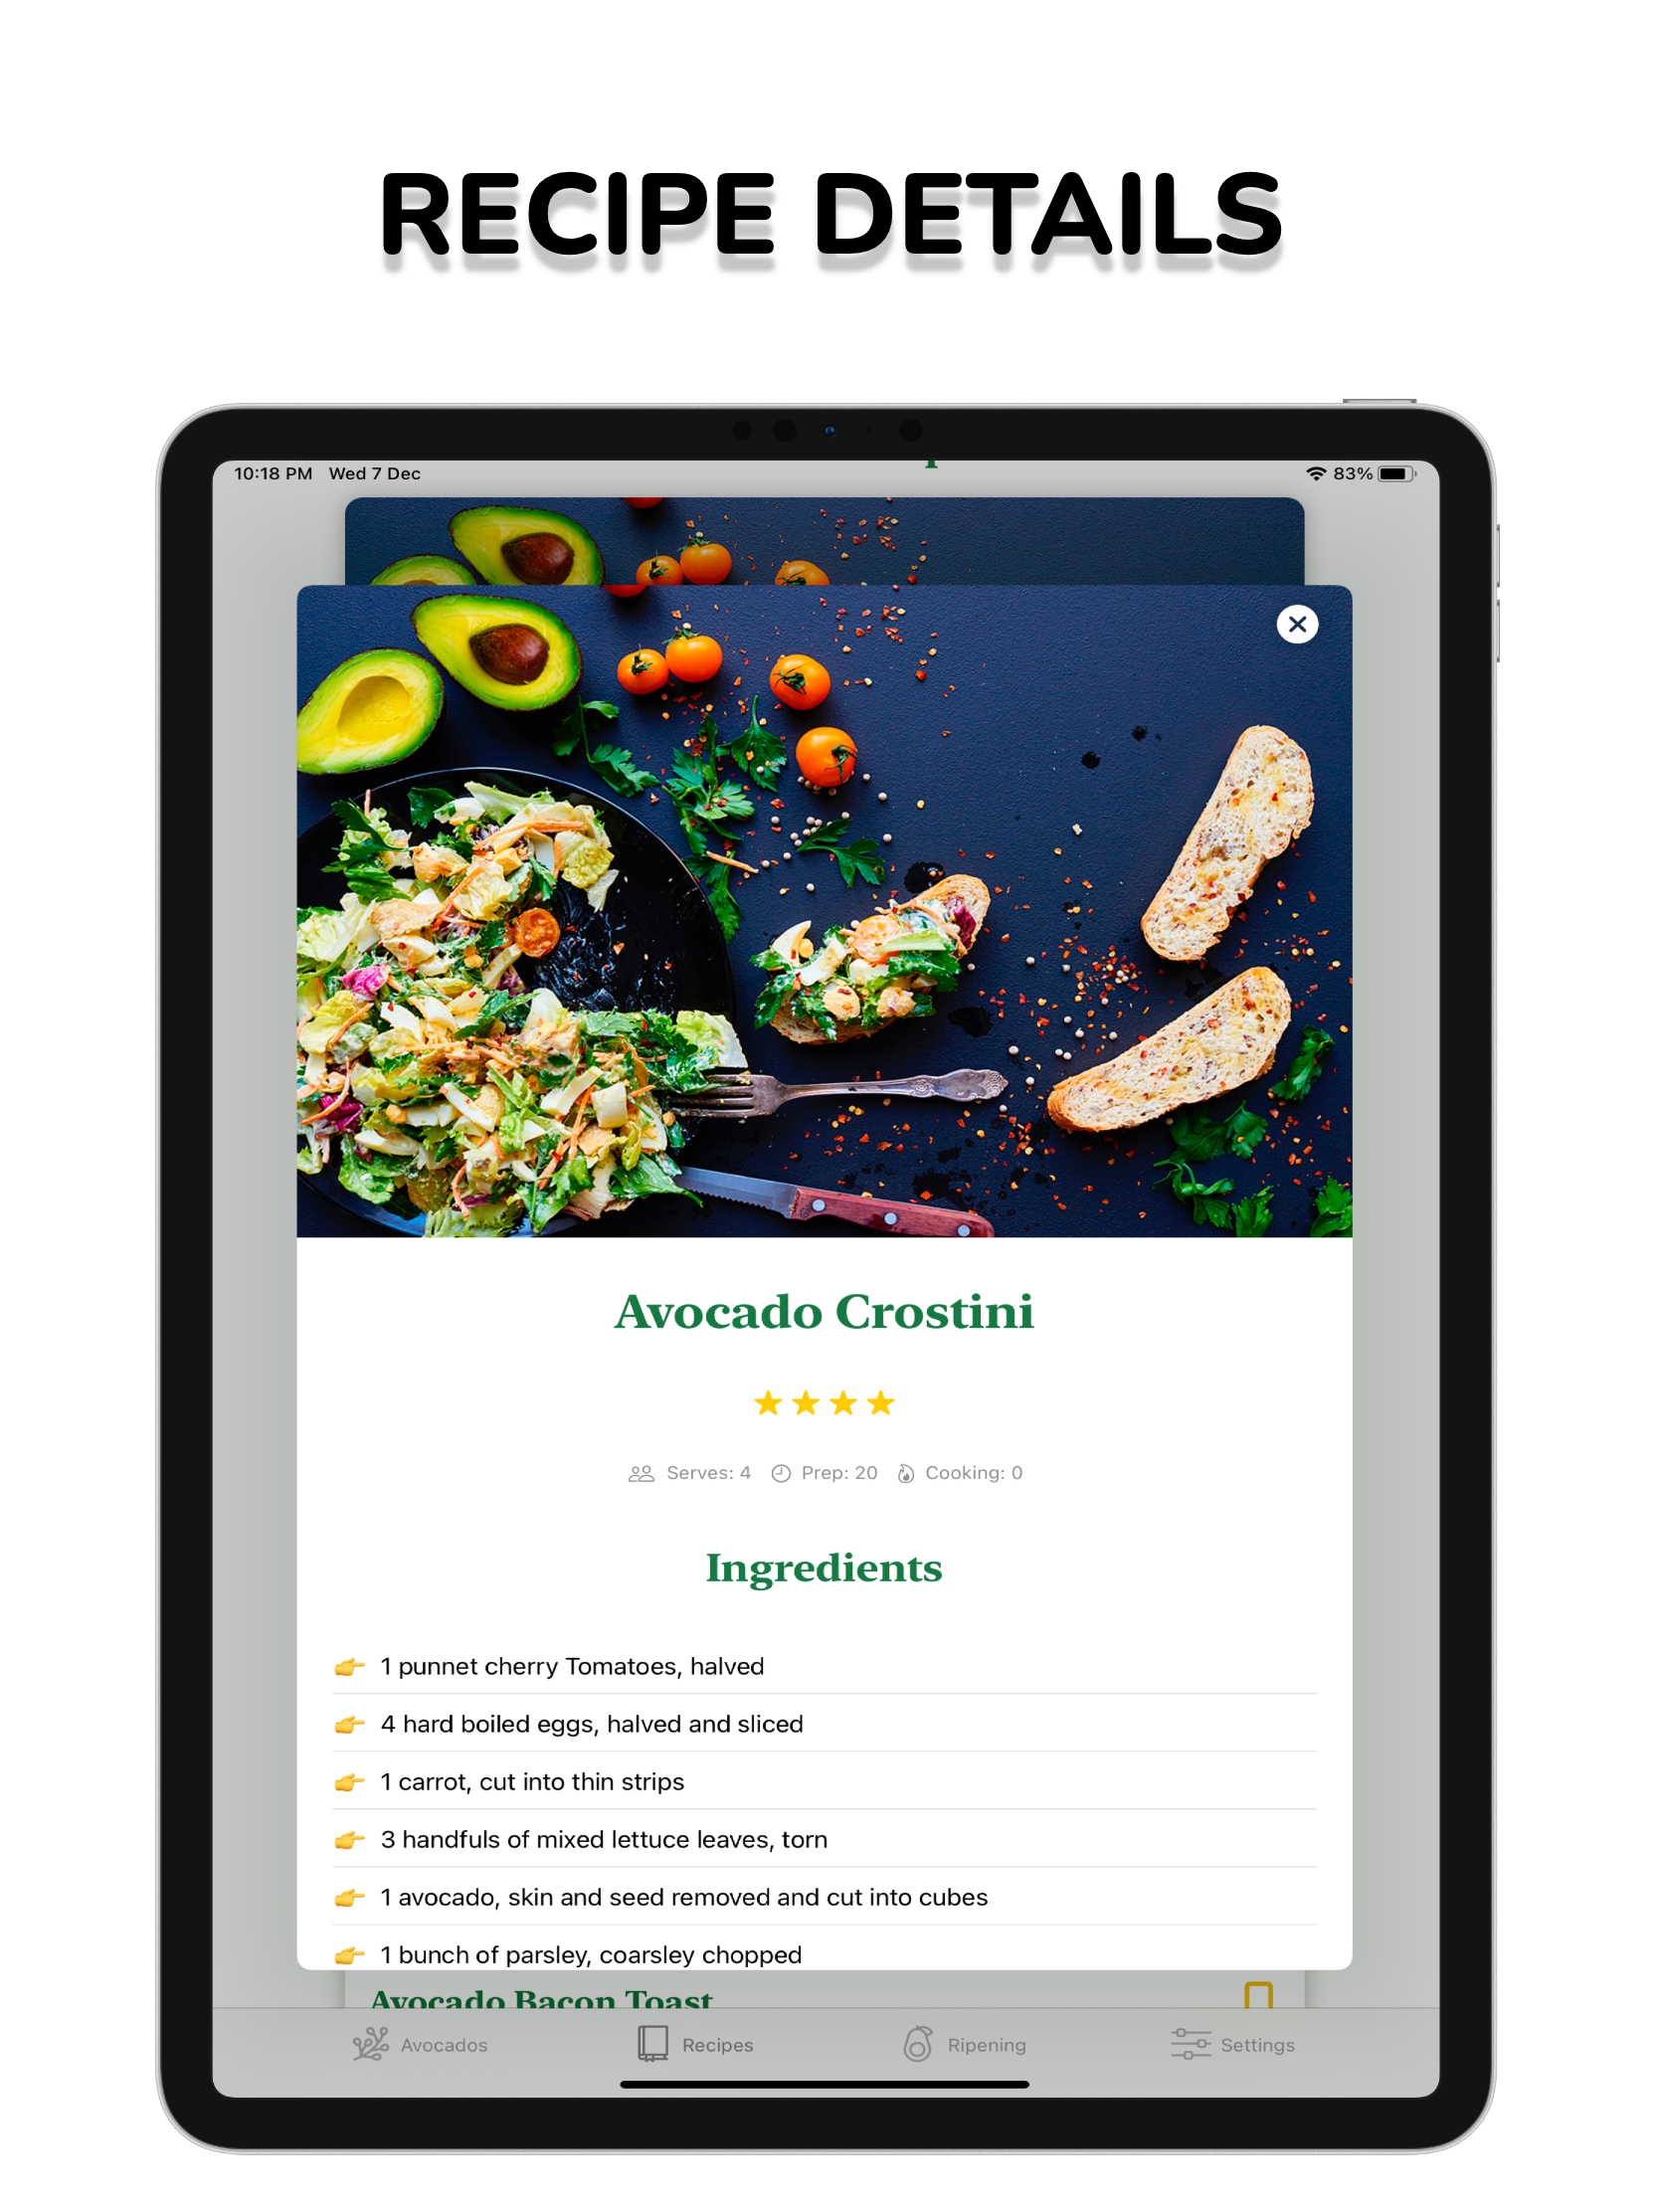 RECIPE DETAILS
10:18 PM Wed 7 Dec
83%
Avocado Crostini
Serves: 4 Prep: 20 Cooking: 0
Ingredients
1 punnet cherry Tomatoes, halved
4 hard boiled eggs, halved and sliced
1 carrot, cut into thin strips
3 handfuls of mixed lettuce leaves, torn
1 avocado, skin and seed removed and cut into cubes
1 bunch of parsley, coarsley chopped
Avocado Bacon Toast
Avocados Recipes Ripening Settings